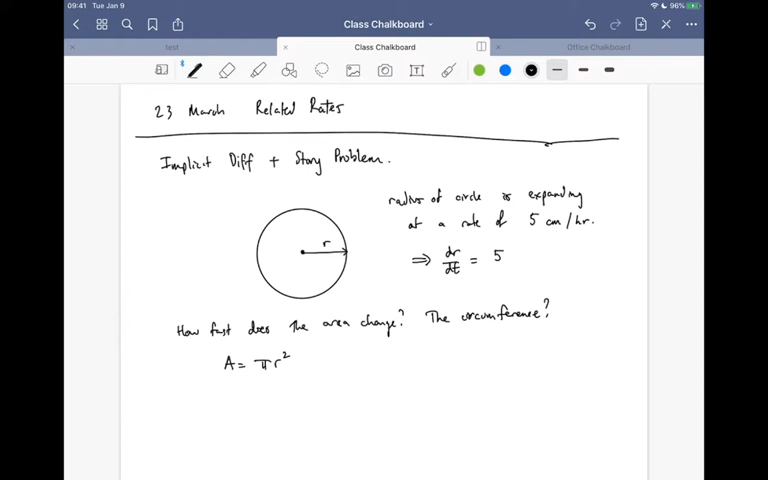 09:41 Tue Jan 9
96%
Class Chalkboard
test
Class Chalkboard
Office Chalkboard
23 March Related Rates
Implicit Diff + Story Problem.
radius of circle is expanding
at a rate of 5 cm/hr.
r
⇒ dr/dt = 5
How fast does the area change? The circumference?
A = πr²